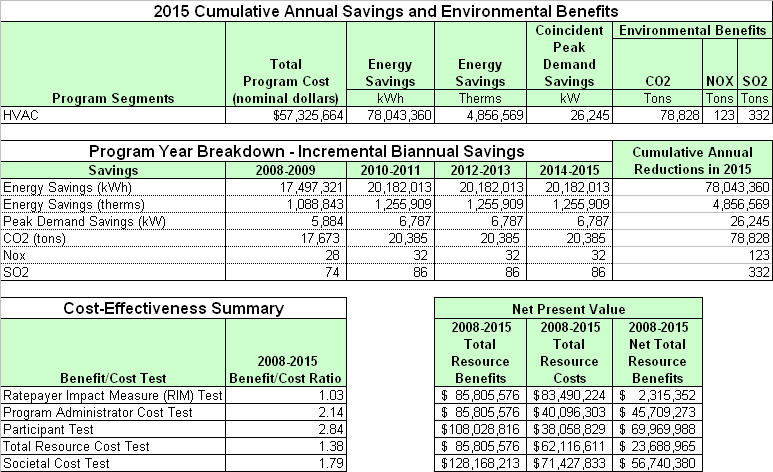 2015 Cumulative Annual Savings and Environmental Benefits
Program Segments
Total
Program Cost
(nominal dollars)
Energy
Savings
kWh
Energy
Savings
Therms
Coincident
Peak
Demand
Savings
kW
Environmental Benefits
CO2 NOX SO2
Tons Tons Tons
HVAC $57,325,664 78,043,360 4,856,569 26,245 78,828 123 332
Program Year Breakdown - Incremental Biannual Savings
Cumulative Annual
Reductions in 2015
Savings 2008-2009 2010-2011 2012-2013 2014-2015
Energy Savings (kWh) 17,497,321 20,182,013 20,182,013 20,182,013 78,043,360
Energy Savings (therms) 1,088,843 1,255,909 1,255,909 1,255,909 4,856,569
Peak Demand Savings (kW) 5,884 6,787 6,787 6,787 26,245
CO2 (tons) 17,673 20,385 20,385 20,385 78,828
Nox 28 32 32 32 123
SO2 74 86 86 86 332
Cost-Effectiveness Summary
Benefit/Cost Test
2008-2015
Benefit/Cost Ratio
Net Present Value
2008-2015
Total
Resource
Benefits
2008-2015
Total
Resource
Costs
2008-2015
Net Total
Resource
Benefits
Ratepayer Impact Measure (RIM) Test 1.03 $ 85,805,576 $83,490,224 $ 2,315,352
Program Administrator Cost Test 2.14 $ 85,805,576 $40,096,303 $ 45,709,273
Participant Test 2.84 $108,028,816 $38,058,829 $ 69,969,988
Total Resource Cost Test 1.38 $ 85,805,576 $62,116,611 $ 23,688,965
Societal Cost Test 1.79 $128,168,213 $71,427,833 $ 56,740,380